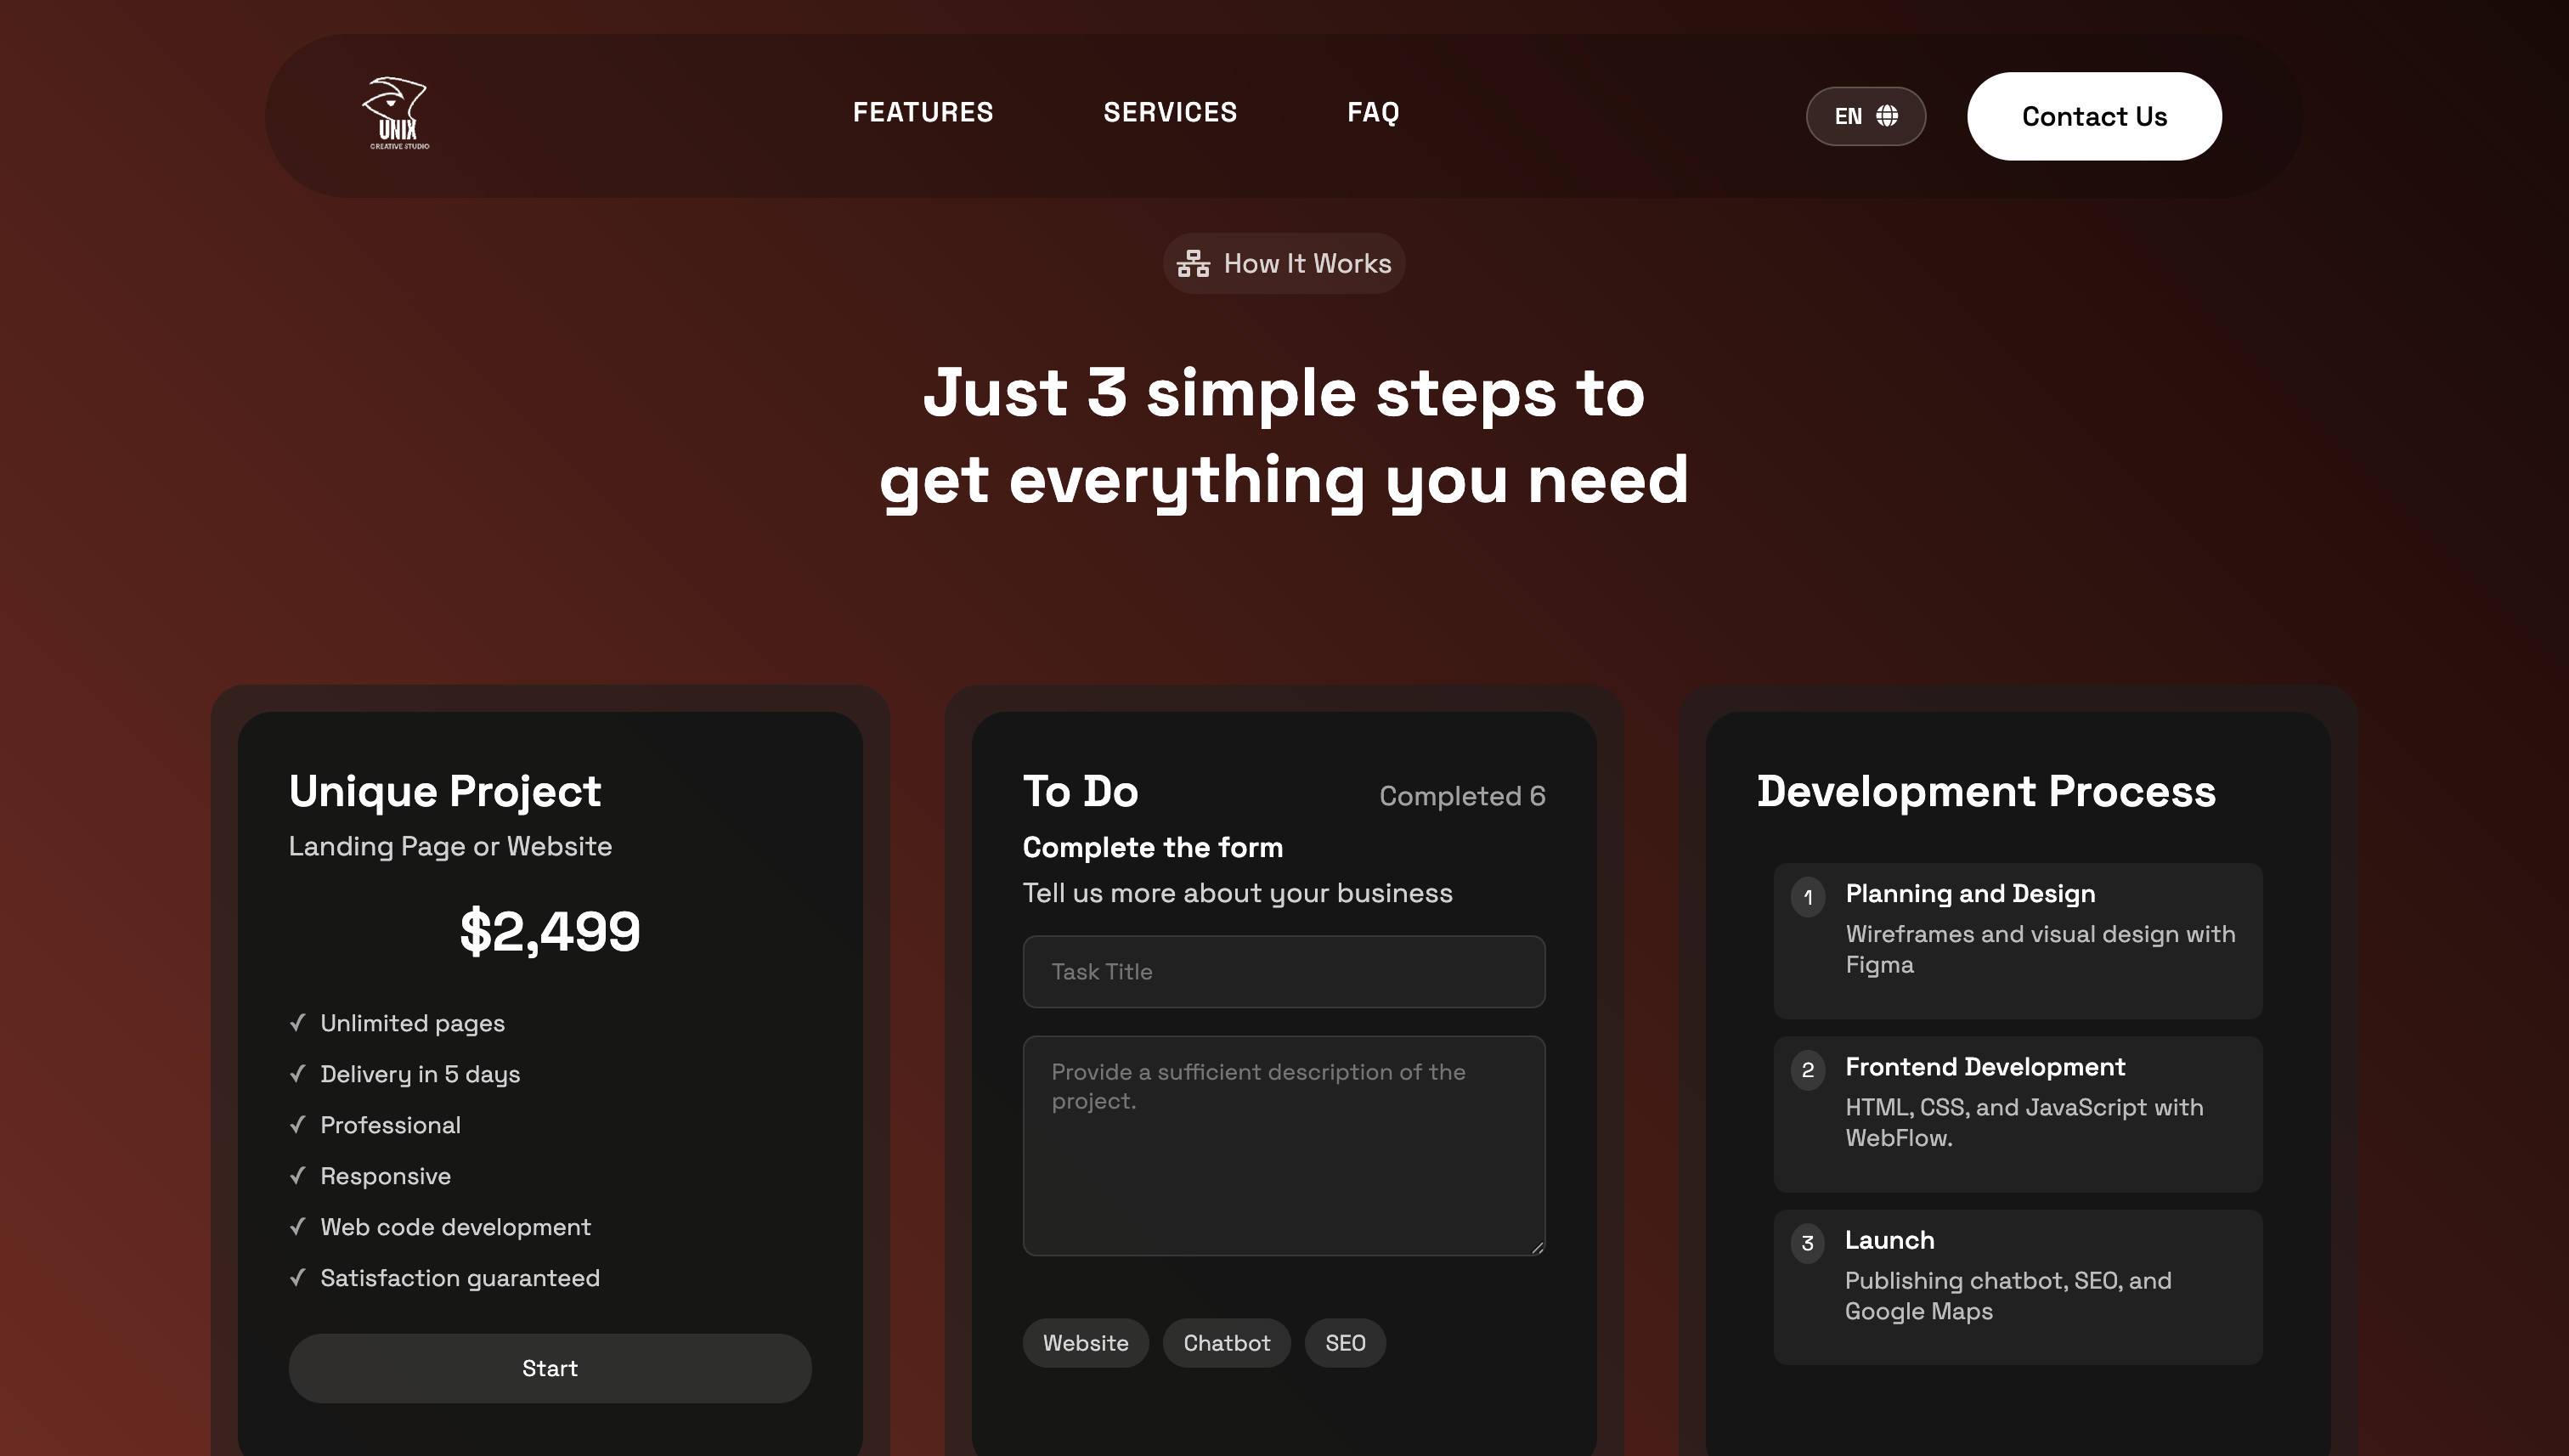 UNIX
CREATIVE STUDIO
FEATURES
SERVICES
FAQ
EN
Contact Us
How It Works
Just 3 simple steps to
get everything you need
Unique Project
Landing Page or Website
$2,499
✓ Unlimited pages
✓ Delivery in 5 days
✓ Professional
✓ Responsive
✓ Web code development
✓ Satisfaction guaranteed
Start
To Do
Completed 6
Complete the form
Tell us more about your business
Task Title
Provide a sufficient description of the
project.
Website
Chatbot
SEO
Development Process
1
Planning and Design
Wireframes and visual design with
Figma
2
Frontend Development
HTML, CSS, and JavaScript with
WebFlow.
3
Launch
Publishing chatbot, SEO, and
Google Maps